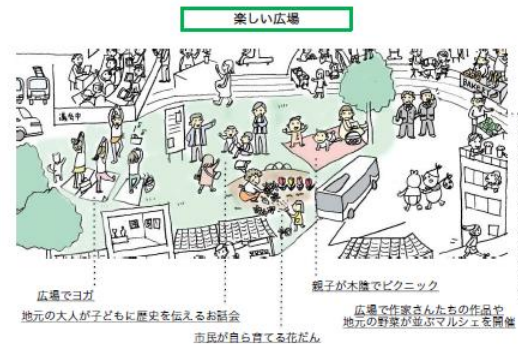 楽しい広場
満席中
BAKERY
広場でヨガ
地元の大人が子どもに歴史を伝えるお話会
市民が自ら育てる花だん
親子が木陰でピクニック
広場で作家さんたちの作品や
地元の野菜が並ぶマルシェを開催